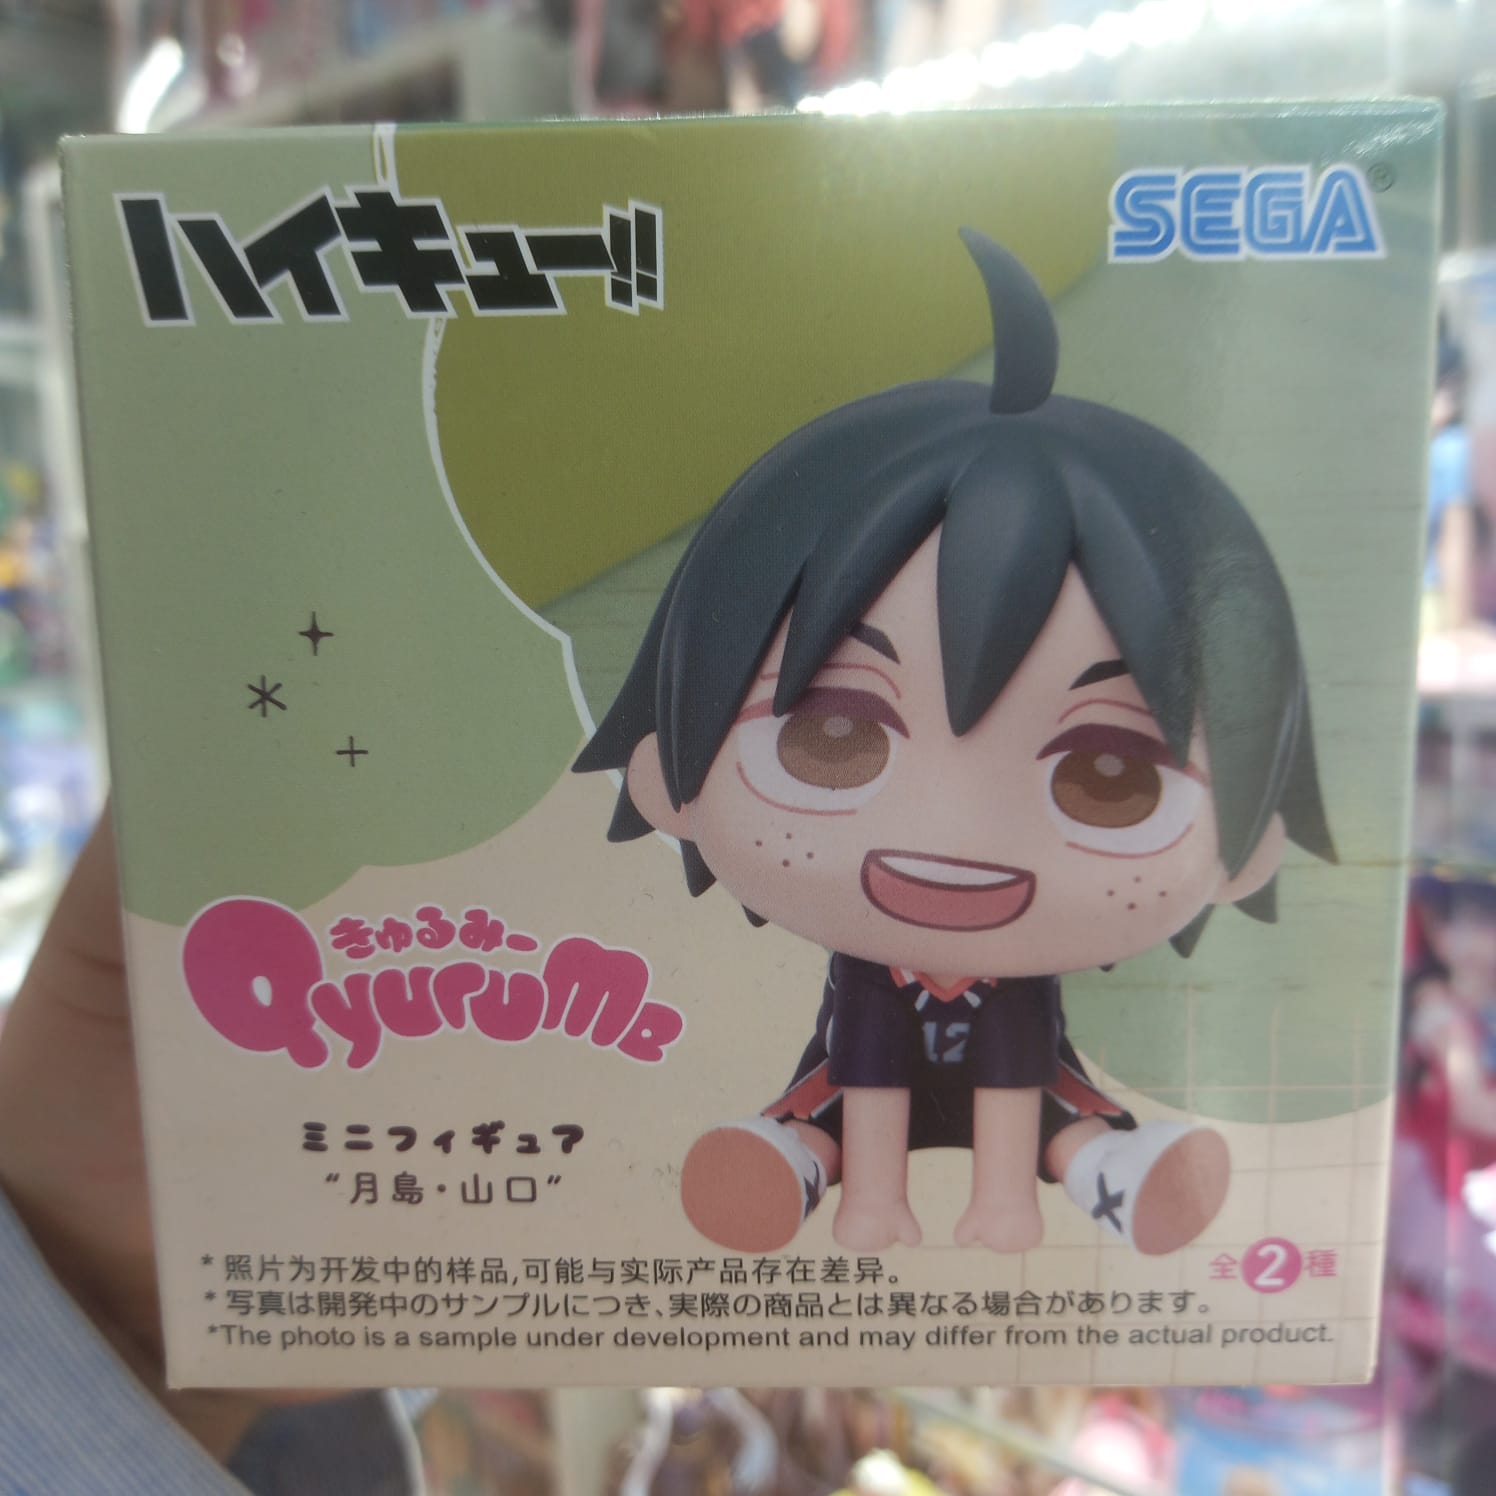 ハイキュー!!
SEGA®
12
きゅるみー
QyuruMe
ミニフィギュア
“月島・山口”
全2種
* 照片为开发中的样品,可能与实际产品存在差异。
* 写真は開発中のサンプルにつき、実際の商品とは異なる場合があります。
*The photo is a sample under development and may differ from the actual product.